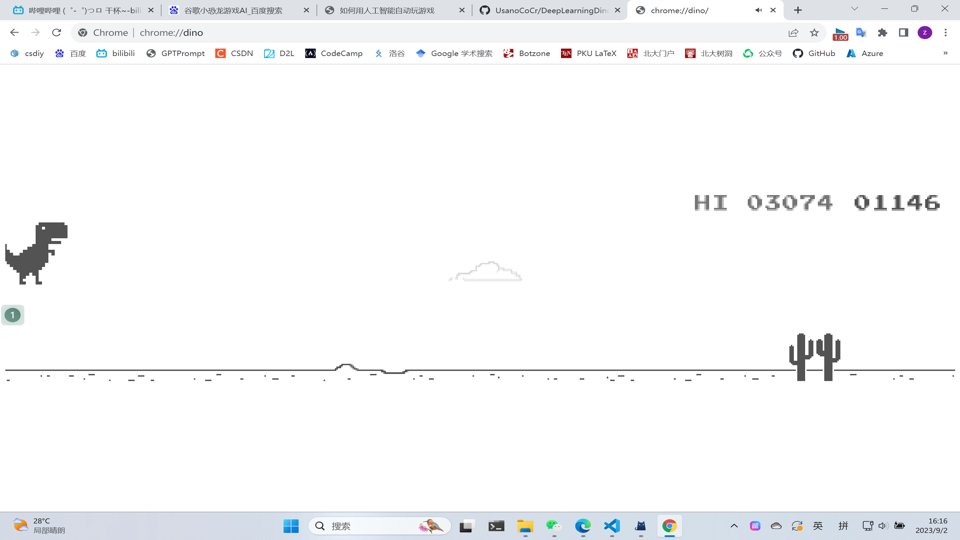 哔哩哔哩 (゜-゜)つロ 干杯~-bili
谷歌小恐龙游戏AI_百度搜索
如何用人工智能自动玩游戏
UsanoCoCr/DeepLearningDin
chrome://dino/
Chrome | chrome://dino
1.00
z
csdiy
百度
bilibili
GPTPrompt
CSDN
D2L
CodeCamp
洛谷
Google 学术搜索
Botzone
PKU LaTeX
北大门户
北大树洞
公众号
GitHub
Azure
»
HI 03074 01146
1
28°C
局部晴朗
搜索
英
拼
16:16
2023/9/2